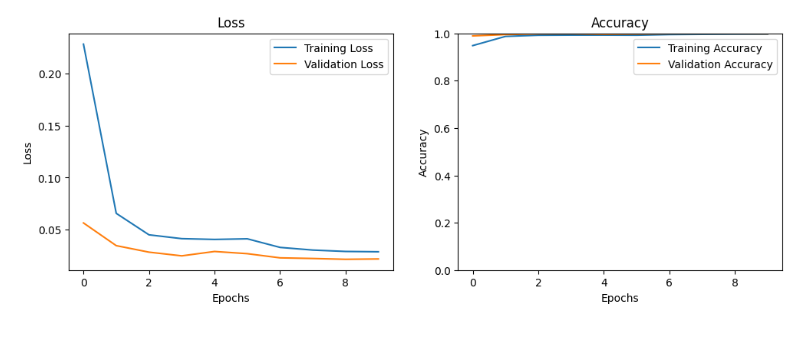 Loss
Training Loss
Validation Loss
0.20
0.15
0.10
0.05
Loss
0 2 4 6 8
Epochs
Accuracy
Training Accuracy
Validation Accuracy
1.0
0.8
0.6
0.4
0.2
0.0
Accuracy
0 2 4 6 8
Epochs